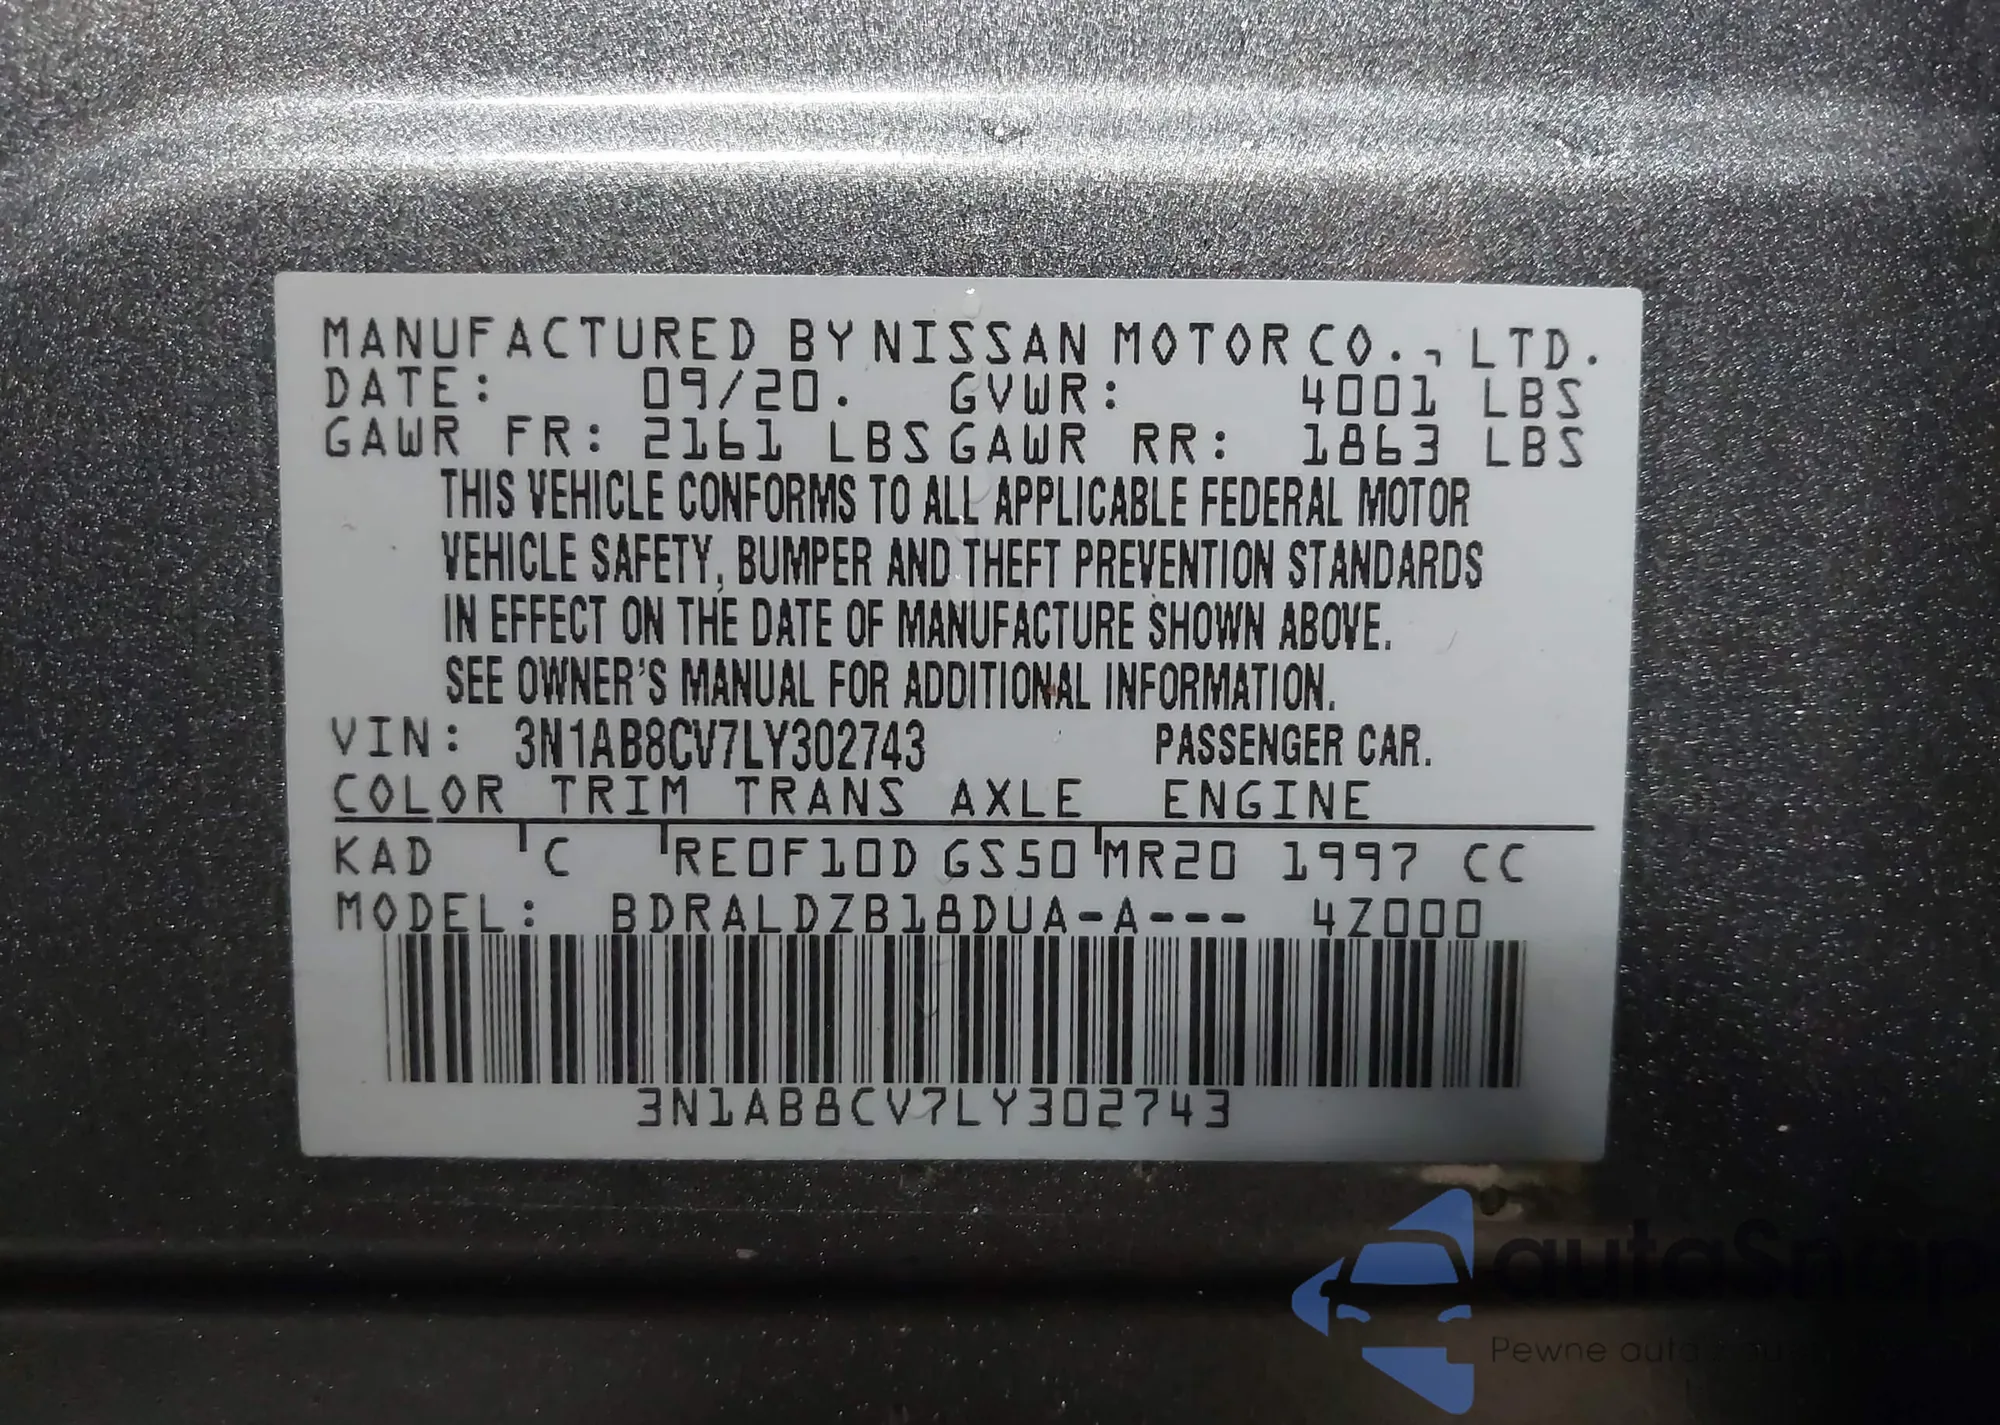 MANUFACTURED BY NISSAN MOTOR CO., LTD.
DATE: 09/20. GVWR: 4001 LBS
GAWR FR: 2161 LBS GAWR RR: 1863 LBS
THIS VEHICLE CONFORMS TO ALL APPLICABLE FEDERAL MOTOR
VEHICLE SAFETY, BUMPER AND THEFT PREVENTION STANDARDS
IN EFFECT ON THE DATE OF MANUFACTURE SHOWN ABOVE.
SEE OWNER'S MANUAL FOR ADDITIONAL INFORMATION.
VIN: 3N1AB8CV7LY302743 PASSENGER CAR.
COLOR TRIM TRANS AXLE ENGINE
KAD C RE0F10D GS50 MR20 1997 CC
MODEL: BDRALDZB18DUA-A--- 4Z000
3N1AB8CV7LY302743
autoSnap
Pewne auta z